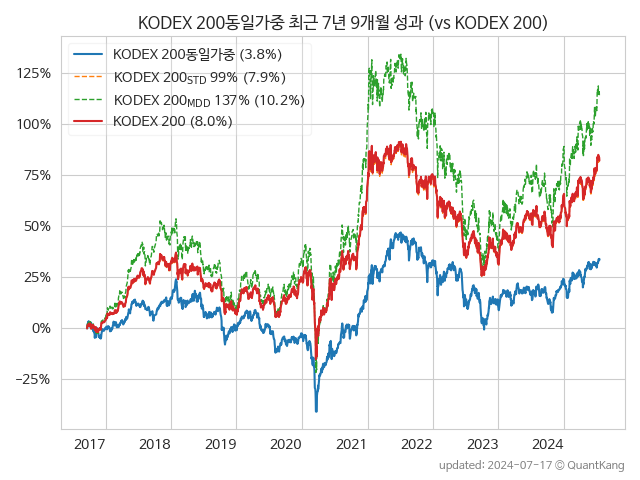 KODEX 200동일가중 최근 7년 9개월 성과 (vs KODEX 200)
KODEX 200동일가중 (3.8%)
KODEX 200STD 99% (7.9%)
KODEX 200MDD 137% (10.2%)
KODEX 200 (8.0%)
125%
100%
75%
50%
25%
0%
−25%
2017 2018 2019 2020 2021 2022 2023 2024
updated: 2024-07-17 © QuantKang